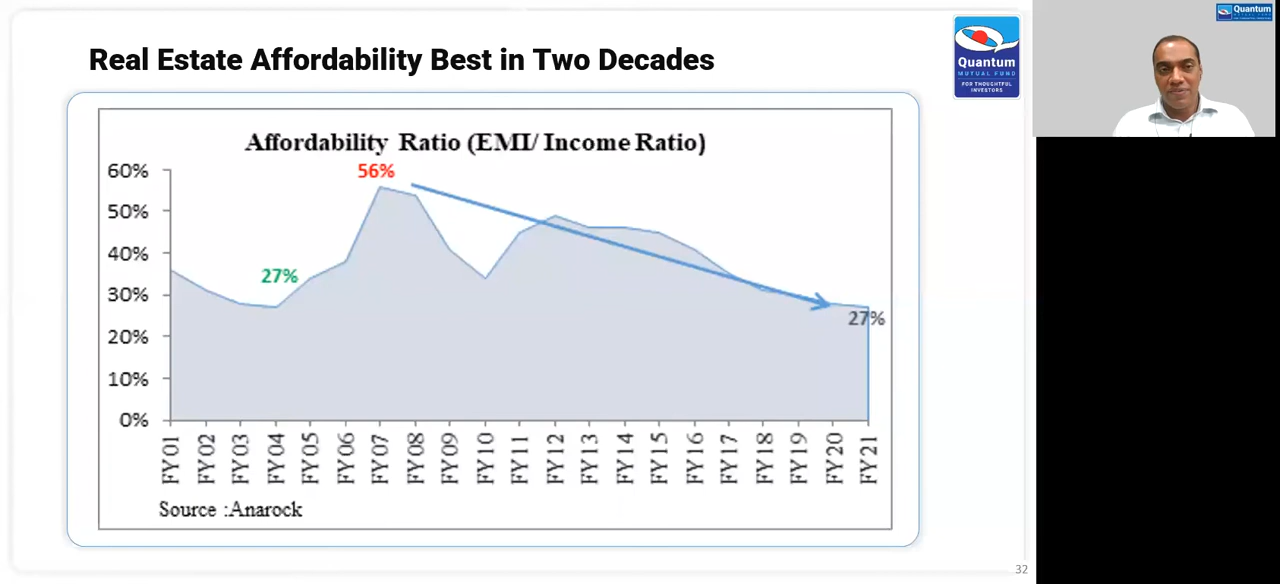 Real Estate Affordability Best in Two Decades
Quantum
MUTUAL FUND
FOR THOUGHTFUL
INVESTORS
Quantum
Affordability Ratio (EMI/ Income Ratio)
60%
50%
40%
30%
20%
10%
0%
56%
27%
27%
FY01
FY02
FY03
FY04
FY05
FY06
FY07
FY08
FY09
FY10
FY11
FY12
FY13
FY14
FY15
FY16
FY17
FY18
FY19
FY20
FY21
Source :Anarock
32